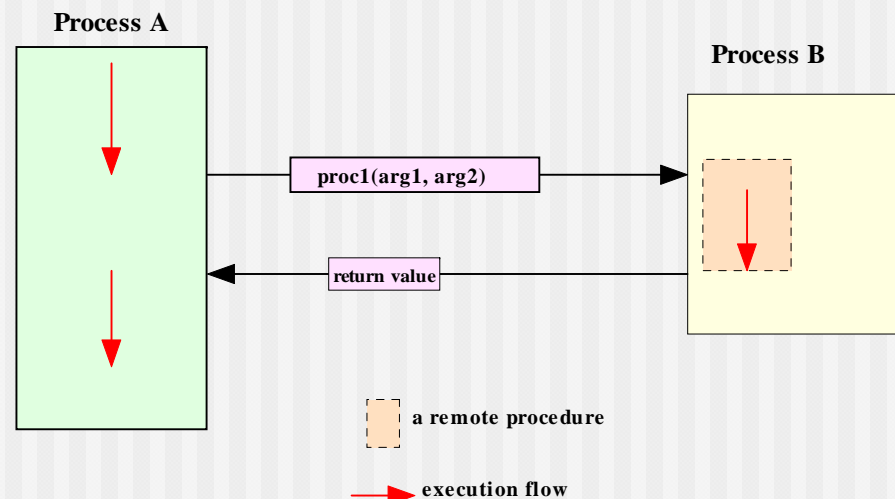 Process A
Process B
proc1(arg1, arg2)
return value
a remote procedure
execution flow